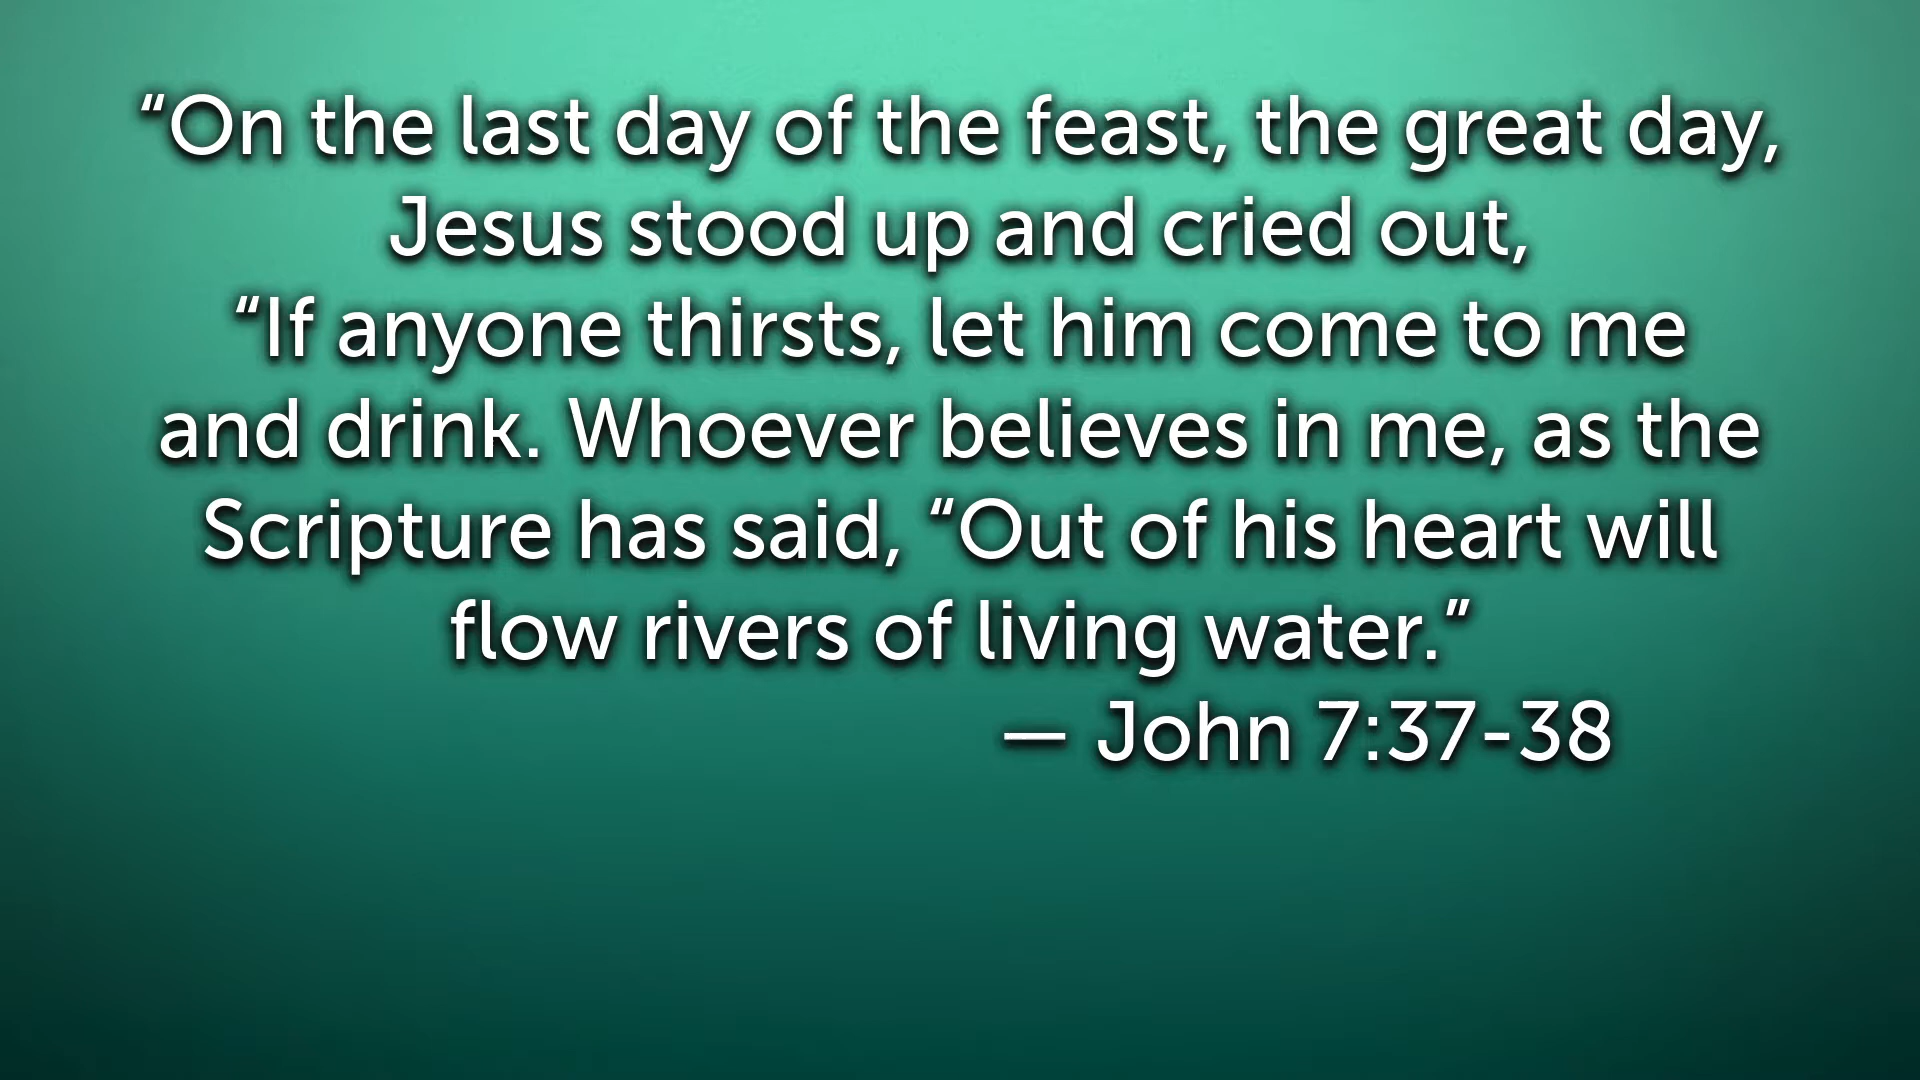 “On the last day of the feast, the great day,
Jesus stood up and cried out,
“If anyone thirsts, let him come to me
and drink. Whoever believes in me, as the
Scripture has said, “Out of his heart will
flow rivers of living water.”
— John 7:37-38